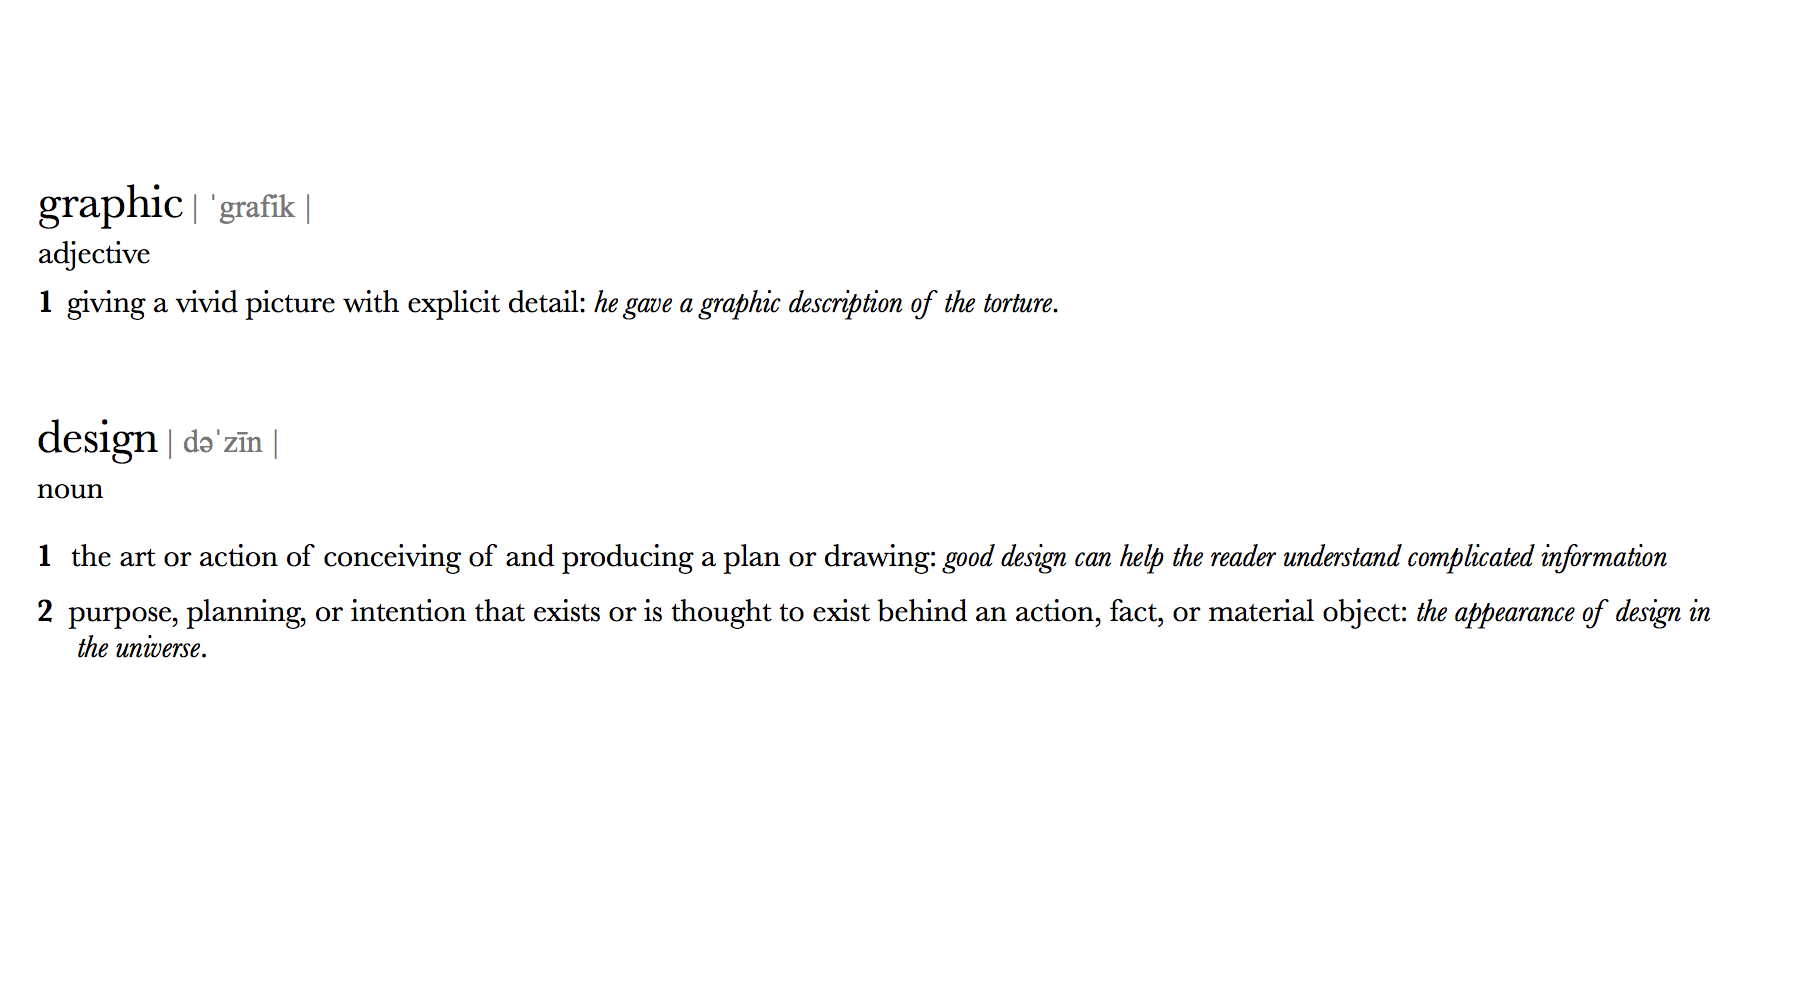 graphic | ˈgrafik |
adjective
1 giving a vivid picture with explicit detail: he gave a graphic description of the torture.
design | dəˈzīn |
noun
1 the art or action of conceiving of and producing a plan or drawing: good design can help the reader understand complicated information
2 purpose, planning, or intention that exists or is thought to exist behind an action, fact, or material object: the appearance of design in
the universe.